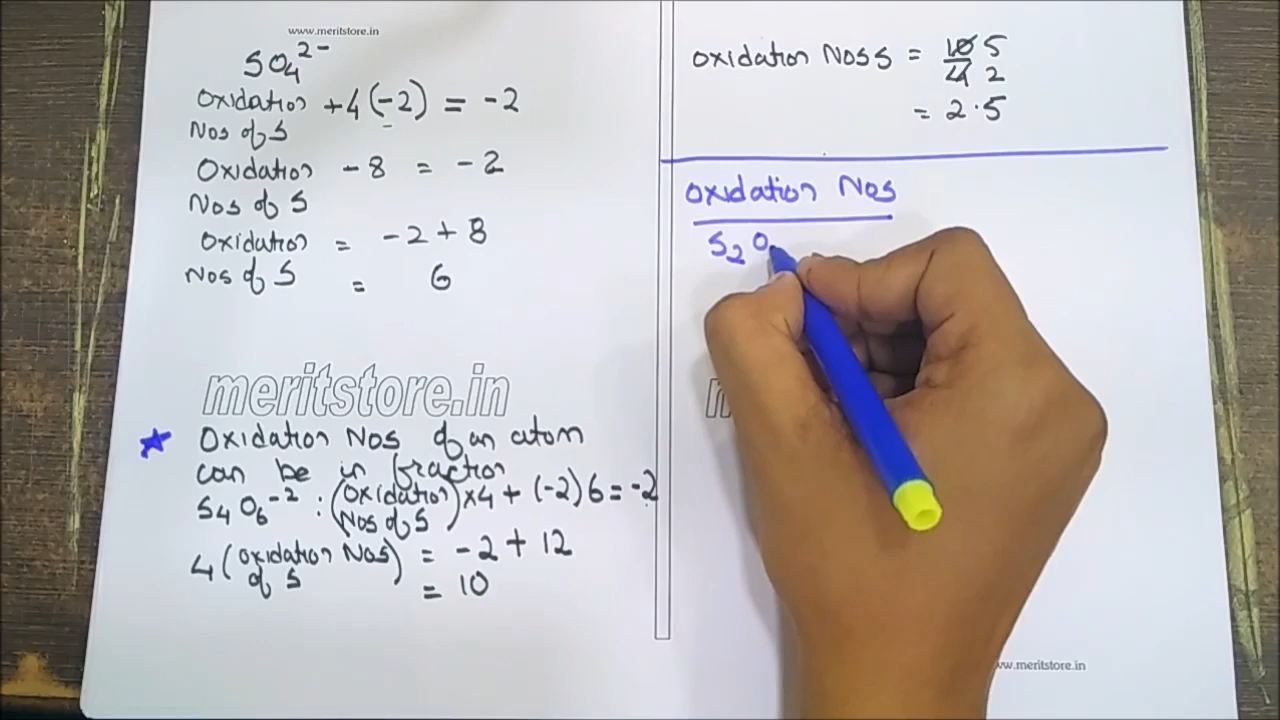 www.meritstore.in
SO₄²⁻
Oxidation +4(-2) = -2
Nos of S
Oxidation -8 = -2
Nos of S
Oxidation = -2+8
Nos of S = 6
meritstore.in
★ Oxidation Nos of an atom
can be in fraction
S₄O₆⁻² : (Oxidation)×4 + (-2)6 = -2
(Nos of S)
4(Oxidation Nos) = -2+12
of S = 10
Oxidation Nos S = 10 5
4 2
= 2.5
Oxidation Nos
S₂O
www.meritstore.in